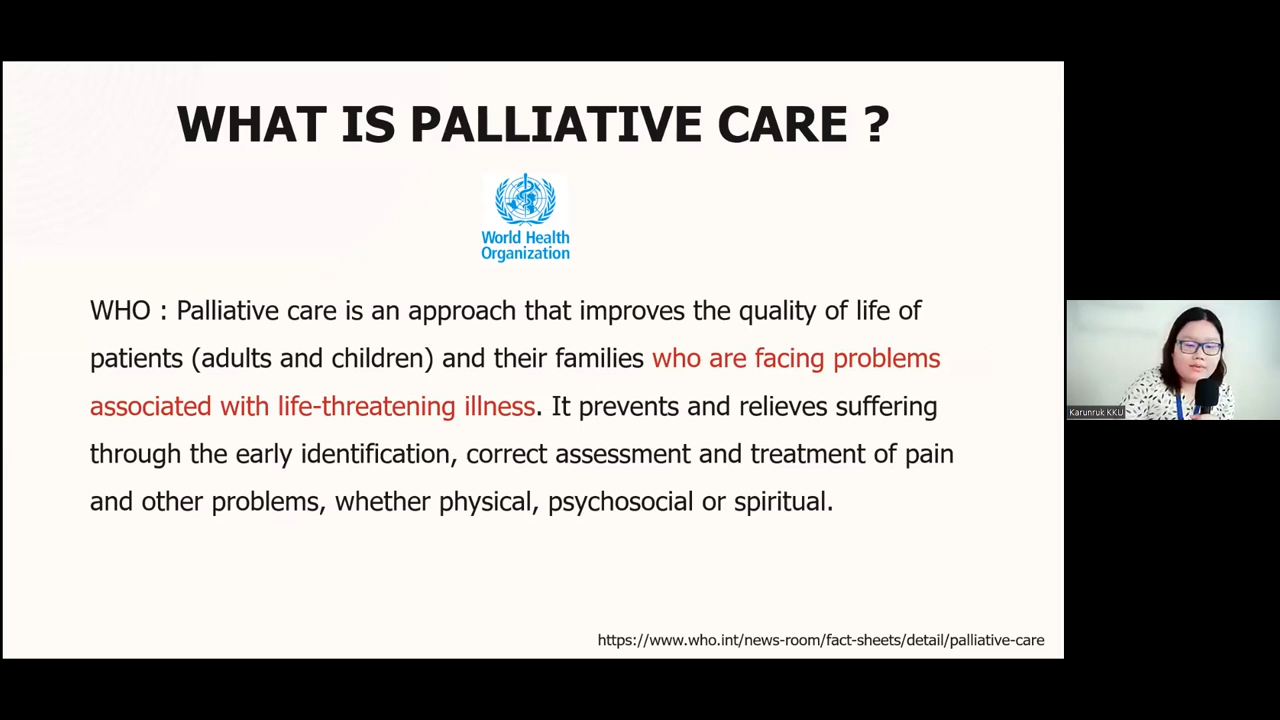 WHAT IS PALLIATIVE CARE ?
World Health
Organization
WHO : Palliative care is an approach that improves the quality of life of
patients (adults and children) and their families who are facing problems
associated with life-threatening illness. It prevents and relieves suffering
through the early identification, correct assessment and treatment of pain
and other problems, whether physical, psychosocial or spiritual.
https://www.who.int/news-room/fact-sheets/detail/palliative-care
Karunruk KKU